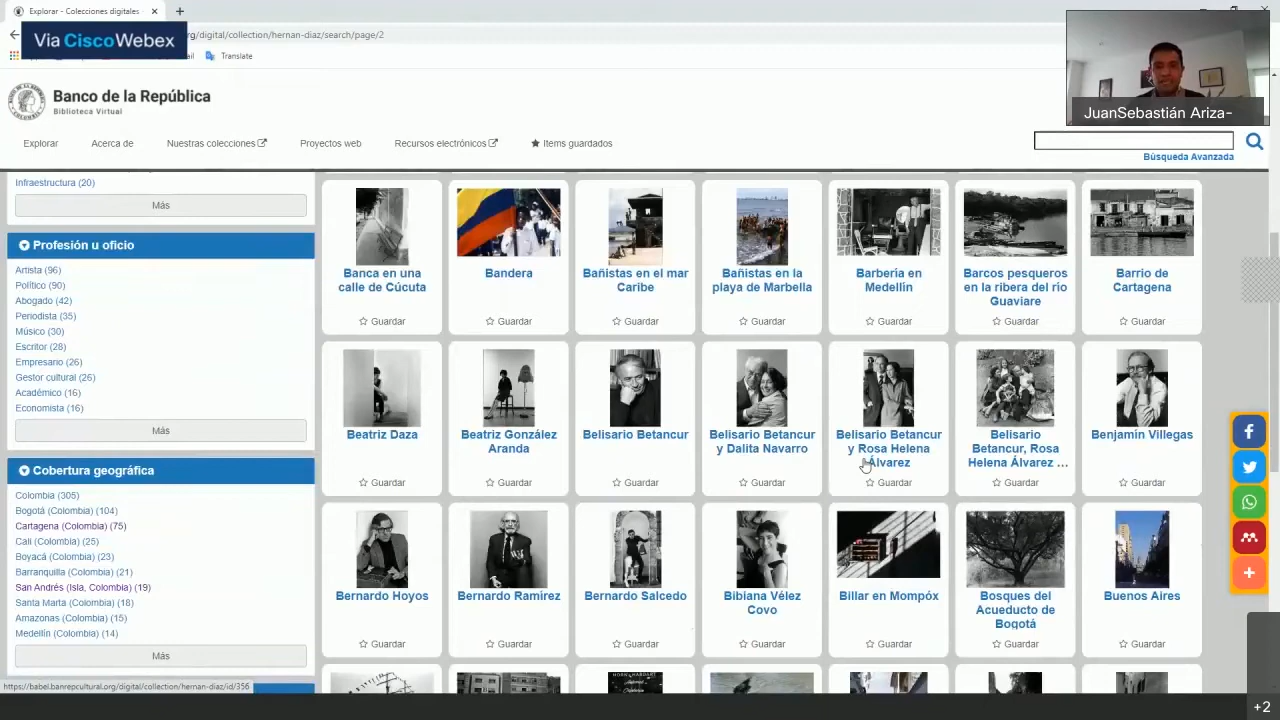 Explorar - Colecciones digitales
Via Cisco Webex
rg/digital/collection/hernan-diaz/search/page/2
Translate
JuanSebastián Ariza-
Banco de la República
Biblioteca Virtual
Explorar
Acerca de
Nuestras colecciones
Proyectos web
Recursos electrónicos
Items guardados
Búsqueda Avanzada
Infraestructura (20)
Más
Profesión u oficio
Artista (96)
Político (90)
Abogado (42)
Periodista (35)
Músico (30)
Escritor (28)
Empresario (26)
Gestor cultural (26)
Académico (16)
Economista (16)
Más
Cobertura geográfica
Colombia (305)
Bogotá (Colombia) (104)
Cartagena (Colombia) (75)
Cali (Colombia) (25)
Boyacá (Colombia) (23)
Barranquilla (Colombia) (21)
San Andrés (Isla, Colombia) (19)
Santa Marta (Colombia) (18)
Amazonas (Colombia) (15)
Medellín (Colombia) (14)
Más
Banca en una
calle de Cúcuta
Guardar
Bandera
Guardar
Bañistas en el mar
Caribe
Guardar
Bañistas en la
playa de Marbella
Guardar
Barbería en
Medellín
Guardar
Barcos pesqueros
en la ribera del río
Guaviare
Guardar
Barrio de
Cartagena
Guardar
Beatriz Daza
Guardar
Beatriz González
Aranda
Guardar
Belisario Betancur
Guardar
Belisario Betancur
y Dalita Navarro
Guardar
Belisario Betancur
y Rosa Helena
Álvarez
Guardar
Belisario
Betancur, Rosa
Helena Álvarez ...
Guardar
Benjamín Villegas
Guardar
Bernardo Hoyos
Guardar
Bernardo Ramírez
Guardar
Bernardo Salcedo
Guardar
Bibiana Vélez
Covo
Guardar
Billar en Mompóx
Guardar
Bosques del
Acueducto de
Bogotá
Guardar
Buenos Aires
Guardar
https://babel.banrepcultural.org/digital/collection/hernan-diaz/id/356
+2